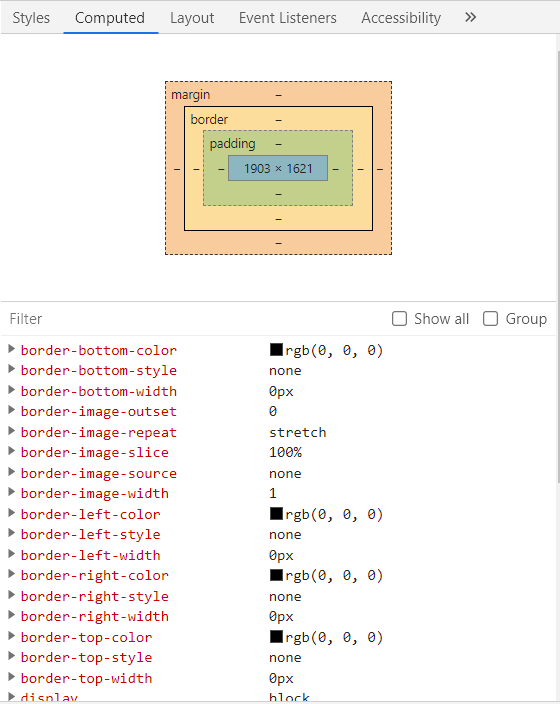 Styles Computed Layout Event Listeners Accessibility »
margin –
border –
padding –
– – – 1903 × 1621 – – –
–
–
–
Filter Show all Group
border-bottom-color rgb(0, 0, 0)
border-bottom-style none
border-bottom-width 0px
border-image-outset 0
border-image-repeat stretch
border-image-slice 100%
border-image-source none
border-image-width 1
border-left-color rgb(0, 0, 0)
border-left-style none
border-left-width 0px
border-right-color rgb(0, 0, 0)
border-right-style none
border-right-width 0px
border-top-color rgb(0, 0, 0)
border-top-style none
border-top-width 0px
display block